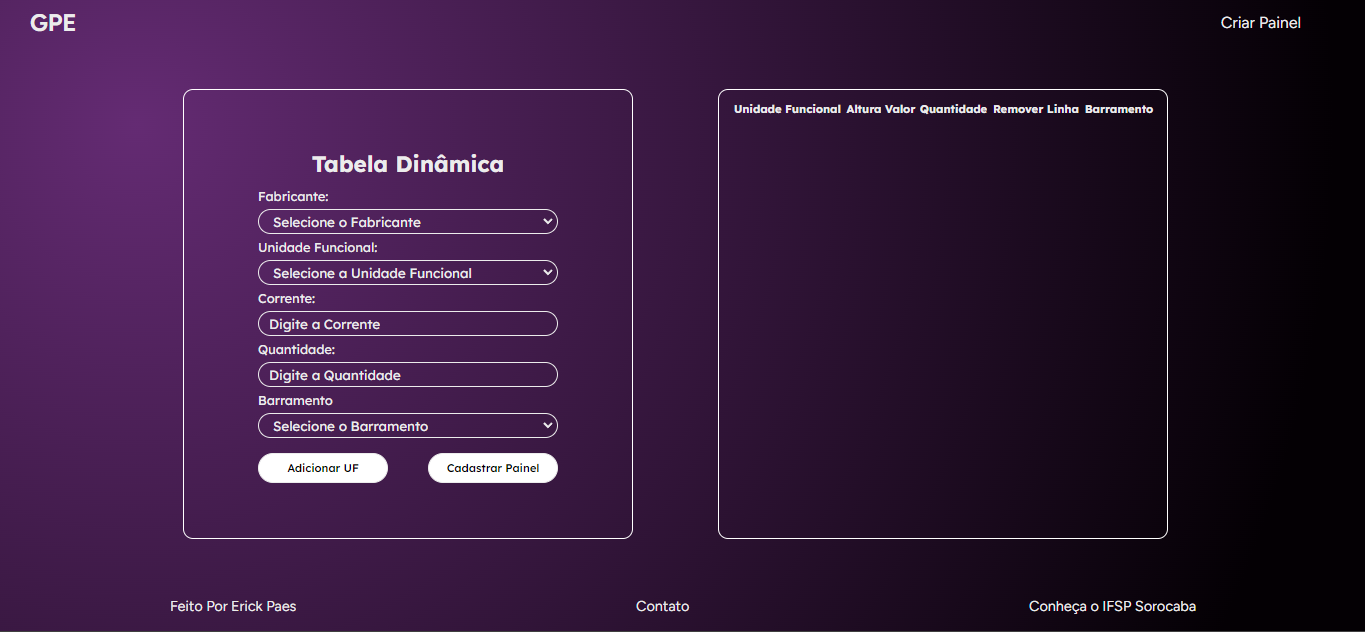 GPE
Criar Painel
Tabela Dinâmica
Fabricante:
Selecione o Fabricante
Unidade Funcional:
Selecione a Unidade Funcional
Corrente:
Digite a Corrente
Quantidade:
Digite a Quantidade
Barramento
Selecione o Barramento
Adicionar UF
Cadastrar Painel
Unidade Funcional Altura Valor Quantidade Remover Linha Barramento
Feito Por Erick Paes
Contato
Conheça o IFSP Sorocaba